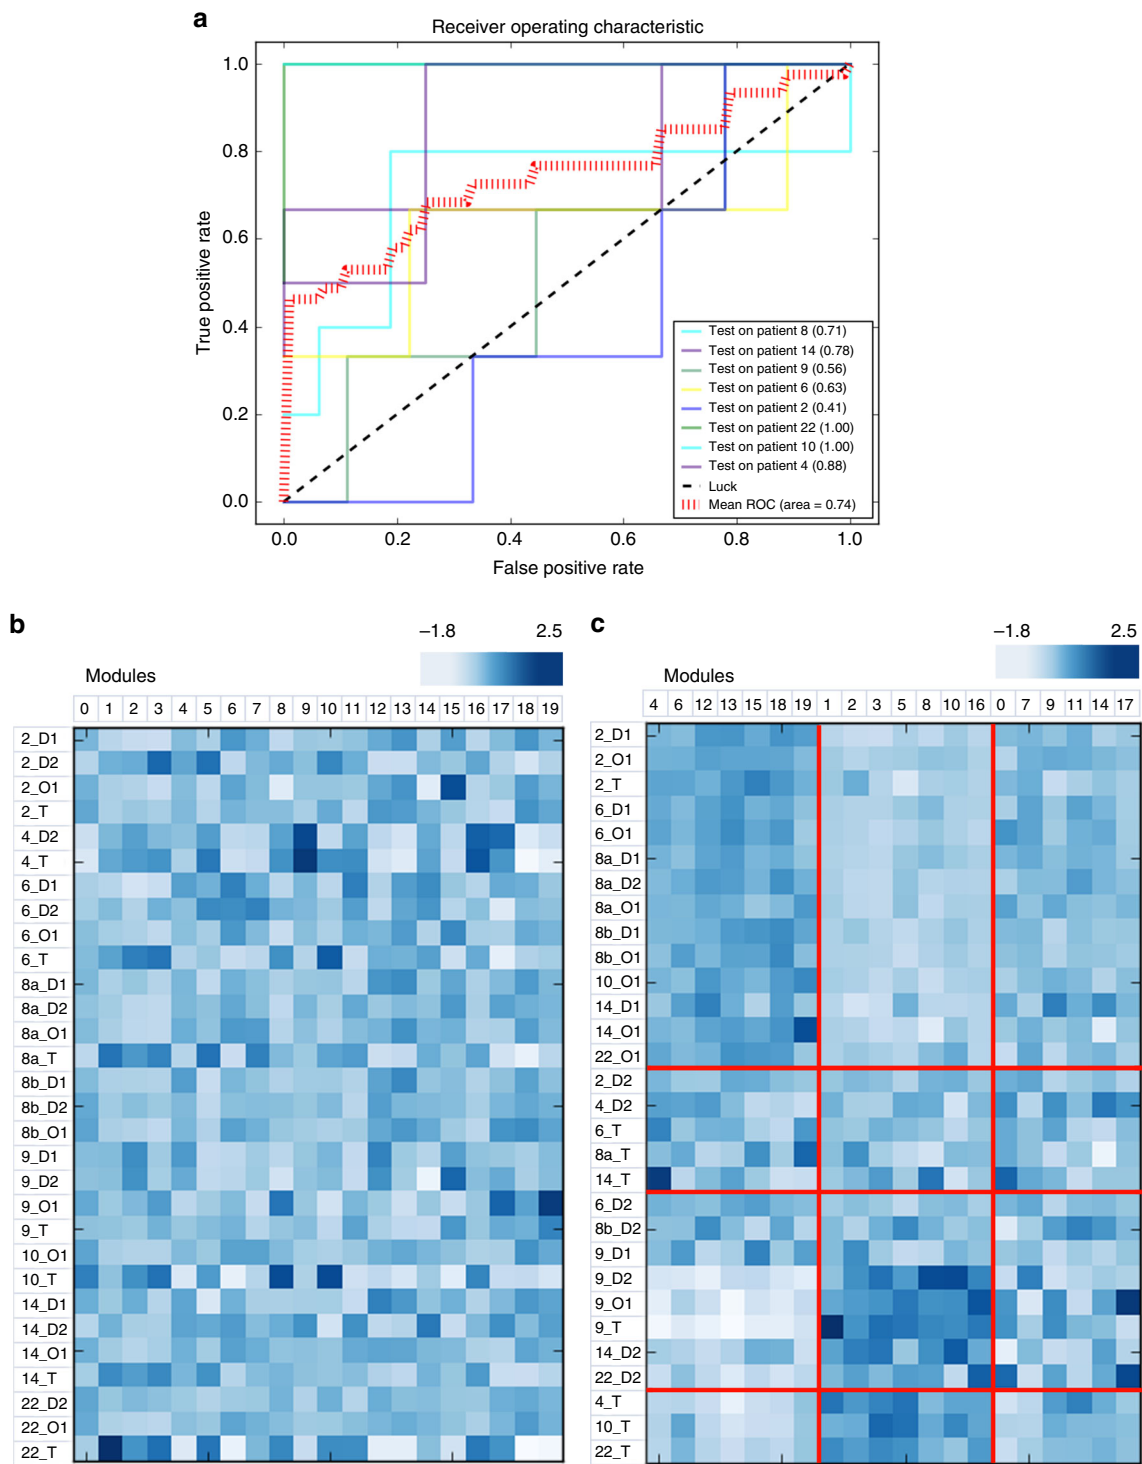 a
Receiver operating characteristic
1.0
0.8
0.6
0.4
0.2
0.0
True positive rate
Test on patient 8 (0.71)
Test on patient 14 (0.78)
Test on patient 9 (0.56)
Test on patient 6 (0.63)
Test on patient 2 (0.41)
Test on patient 22 (1.00)
Test on patient 10 (1.00)
Test on patient 4 (0.88)
Luck
Mean ROC (area = 0.74)
0.0 0.2 0.4 0.6 0.8 1.0
False positive rate
b
−1.8 2.5
Modules
0 1 2 3 4 5 6 7 8 9 10 11 12 13 14 15 16 17 18 19
2_D1
2_D2
2_O1
2_T
4_D2
4_T
6_D1
6_D2
6_O1
6_T
8a_D1
8a_D2
8a_O1
8a_T
8b_D1
8b_D2
8b_O1
9_D1
9_D2
9_O1
9_T
10_O1
10_T
14_D1
14_D2
14_O1
14_T
22_D2
22_O1
22_T
c
−1.8 2.5
Modules
4 6 12 13 15 18 19 1 2 3 5 8 10 16 0 7 9 11 14 17
2_D1
2_O1
2_T
6_D1
6_O1
8a_D1
8a_D2
8a_O1
8b_D1
8b_O1
10_O1
14_D1
14_O1
22_O1
2_D2
4_D2
6_T
8a_T
14_T
6_D2
8b_D2
9_D1
9_D2
9_O1
9_T
14_D2
22_D2
4_T
10_T
22_T